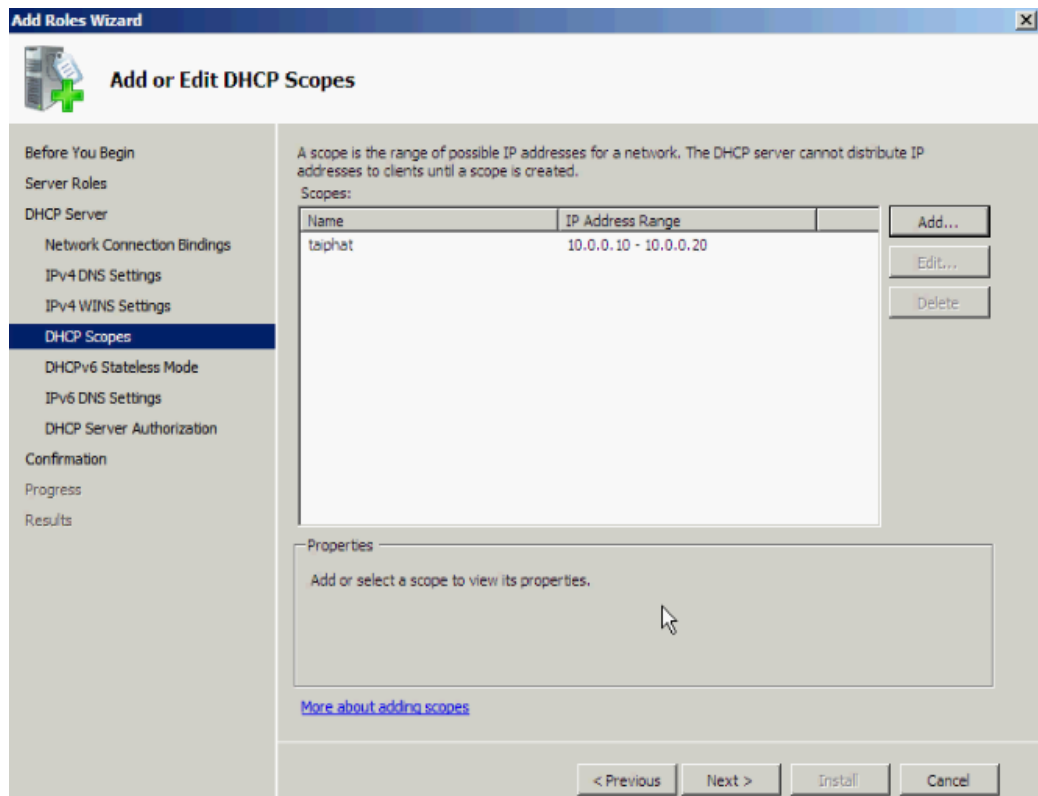 Add Roles Wizard
Add or Edit DHCP Scopes
Before You Begin
Server Roles
DHCP Server
Network Connection Bindings
IPv4 DNS Settings
IPv4 WINS Settings
DHCP Scopes
DHCPv6 Stateless Mode
IPv6 DNS Settings
DHCP Server Authorization
Confirmation
Progress
Results
A scope is the range of possible IP addresses for a network. The DHCP server cannot distribute IP
addresses to clients until a scope is created.
Scopes:
Name IP Address Range
taiphat 10.0.0.10 - 10.0.0.20
Add...
Edit...
Delete
Properties
Add or select a scope to view its properties.
More about adding scopes
< Previous Next > Install Cancel